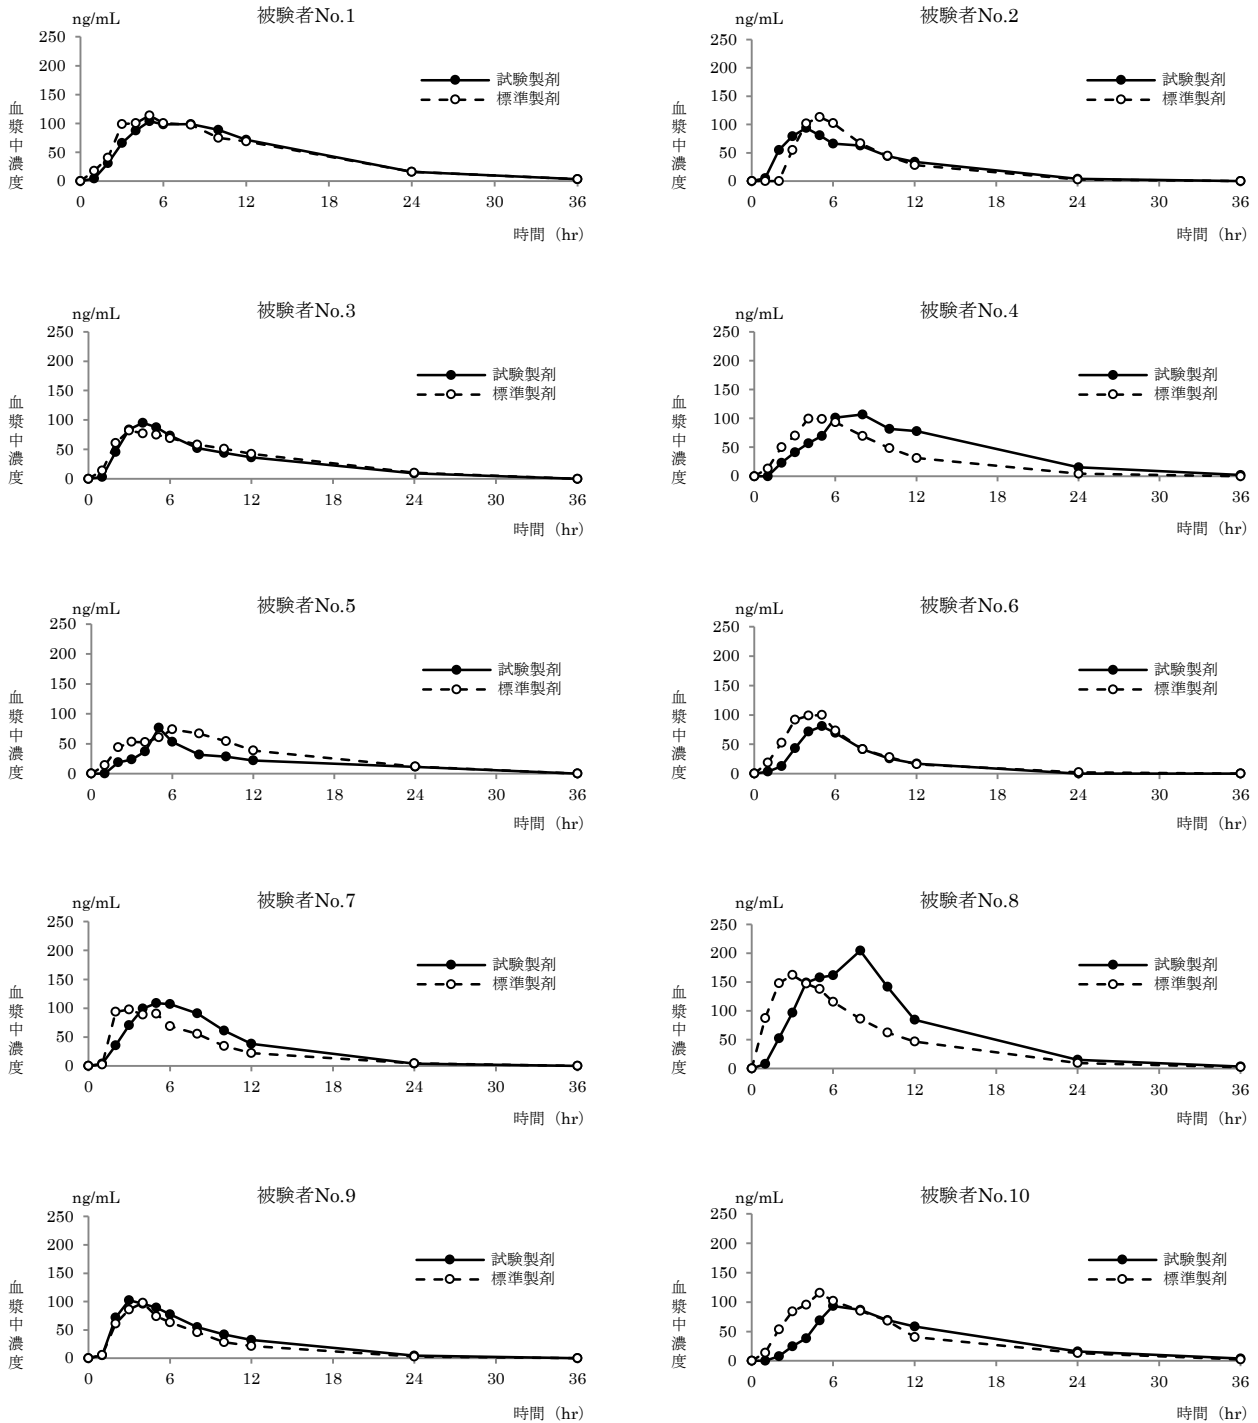 被験者No.1
ng/mL
250
200
150
100
50
0
0 6 12 18 24 30 36
血漿中濃度
時間 (hr)
試験製剤
標準製剤
被験者No.2
ng/mL
250
200
150
100
50
0
0 6 12 18 24 30 36
血漿中濃度
時間 (hr)
試験製剤
標準製剤
被験者No.3
ng/mL
250
200
150
100
50
0
0 6 12 18 24 30 36
血漿中濃度
時間 (hr)
試験製剤
標準製剤
被験者No.4
ng/mL
250
200
150
100
50
0
0 6 12 18 24 30 36
血漿中濃度
時間 (hr)
試験製剤
標準製剤
被験者No.5
ng/mL
250
200
150
100
50
0
0 6 12 18 24 30 36
血漿中濃度
時間 (hr)
試験製剤
標準製剤
被験者No.6
ng/mL
250
200
150
100
50
0
0 6 12 18 24 30 36
血漿中濃度
時間 (hr)
試験製剤
標準製剤
被験者No.7
ng/mL
250
200
150
100
50
0
0 6 12 18 24 30 36
血漿中濃度
時間 (hr)
試験製剤
標準製剤
被験者No.8
ng/mL
250
200
150
100
50
0
0 6 12 18 24 30 36
血漿中濃度
時間 (hr)
試験製剤
標準製剤
被験者No.9
ng/mL
250
200
150
100
50
0
0 6 12 18 24 30 36
血漿中濃度
時間 (hr)
試験製剤
標準製剤
被験者No.10
ng/mL
250
200
150
100
50
0
0 6 12 18 24 30 36
血漿中濃度
時間 (hr)
試験製剤
標準製剤